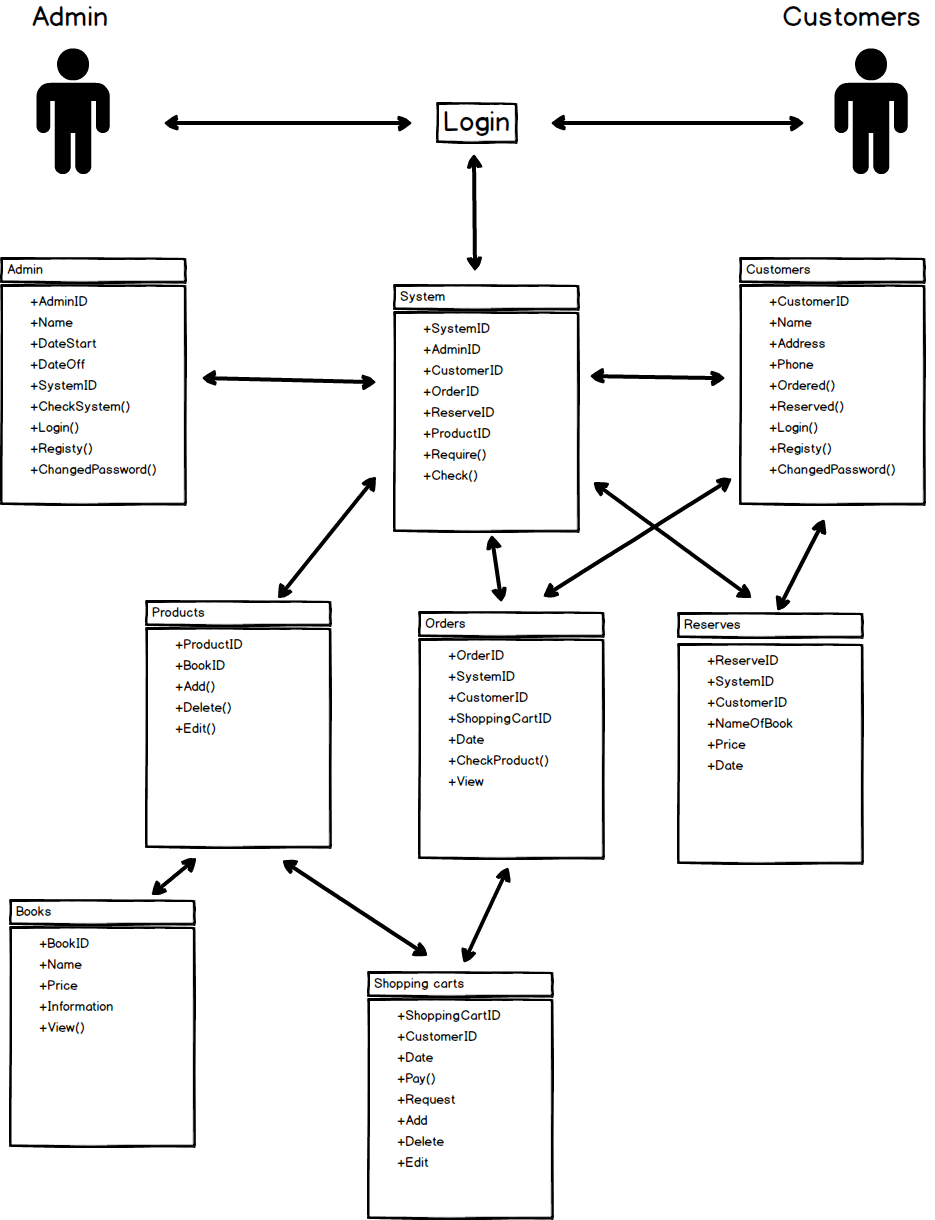 Admin
Customers
Login
Admin
+AdminID
+Name
+DateStart
+DateOff
+SystemID
+CheckSystem()
+Login()
+Registy()
+ChangedPassword()
System
+SystemID
+AdminID
+CustomerID
+OrderID
+ReserveID
+ProductID
+Require()
+Check()
Customers
+CustomerID
+Name
+Address
+Phone
+Ordered()
+Reserved()
+Login()
+Registy()
+ChangedPassword()
Products
+ProductID
+BookID
+Add()
+Delete()
+Edit()
Orders
+OrderID
+SystemID
+CustomerID
+ShoppingCartID
+Date
+CheckProduct()
+View
Reserves
+ReserveID
+SystemID
+CustomerID
+NameOfBook
+Price
+Date
Books
+BookID
+Name
+Price
+Information
+View()
Shopping carts
+ShoppingCartID
+CustomerID
+Date
+Pay()
+Request
+Add
+Delete
+Edit